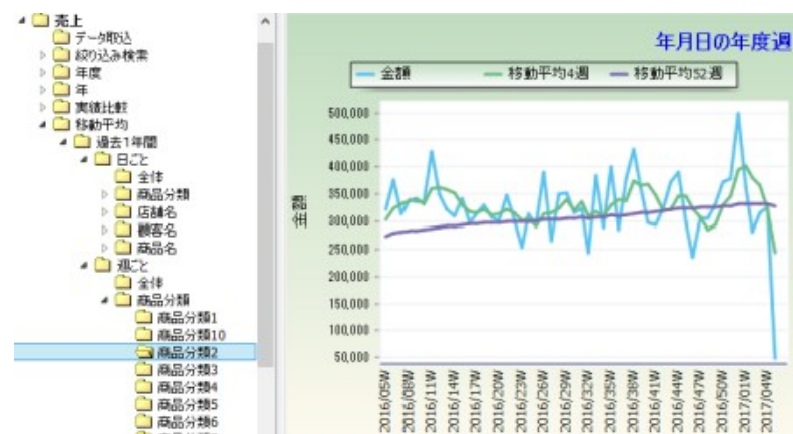 売上
データ取込
絞り込み検索
年度
年
実績比較
移動平均
過去1年間
日ごと
全体
商品分類
店舗名
顧客名
商品名
週ごと
全体
商品分類
商品分類1
商品分類10
商品分類2
商品分類3
商品分類4
商品分類5
商品分類6
年月日の年度週
金額 移動平均4週 移動平均52週
金額
500,000
450,000
400,000
350,000
300,000
250,000
200,000
150,000
100,000
50,000
2016/05W
2016/08W
2016/11W
2016/14W
2016/17W
2016/20W
2016/23W
2016/26W
2016/29W
2016/32W
2016/35W
2016/38W
2016/41W
2016/44W
2016/47W
2016/50W
2017/01W
2017/04W